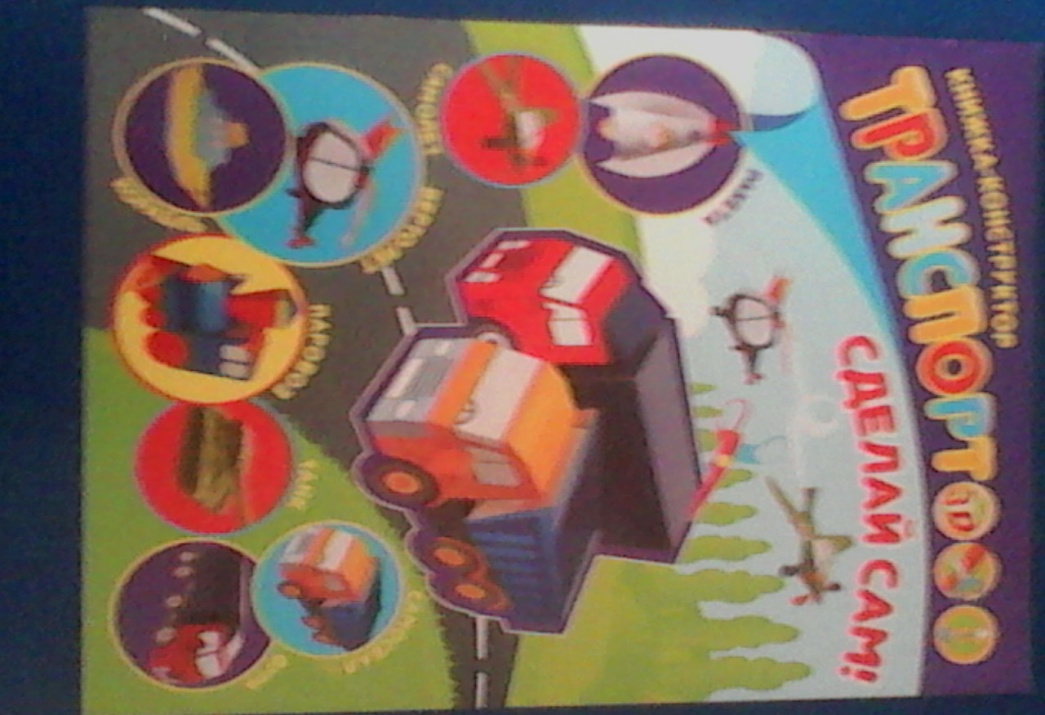 КНИЖКА-КОНСТРУКТОР
ТРАНСПОРТ 3D
СДЕЛАЙ САМ!
РАКЕТА
САМОЛЕТ
ВЕРТОЛЕТ
ПАРОВОЗ
ТАНК
САМОСВАЛ